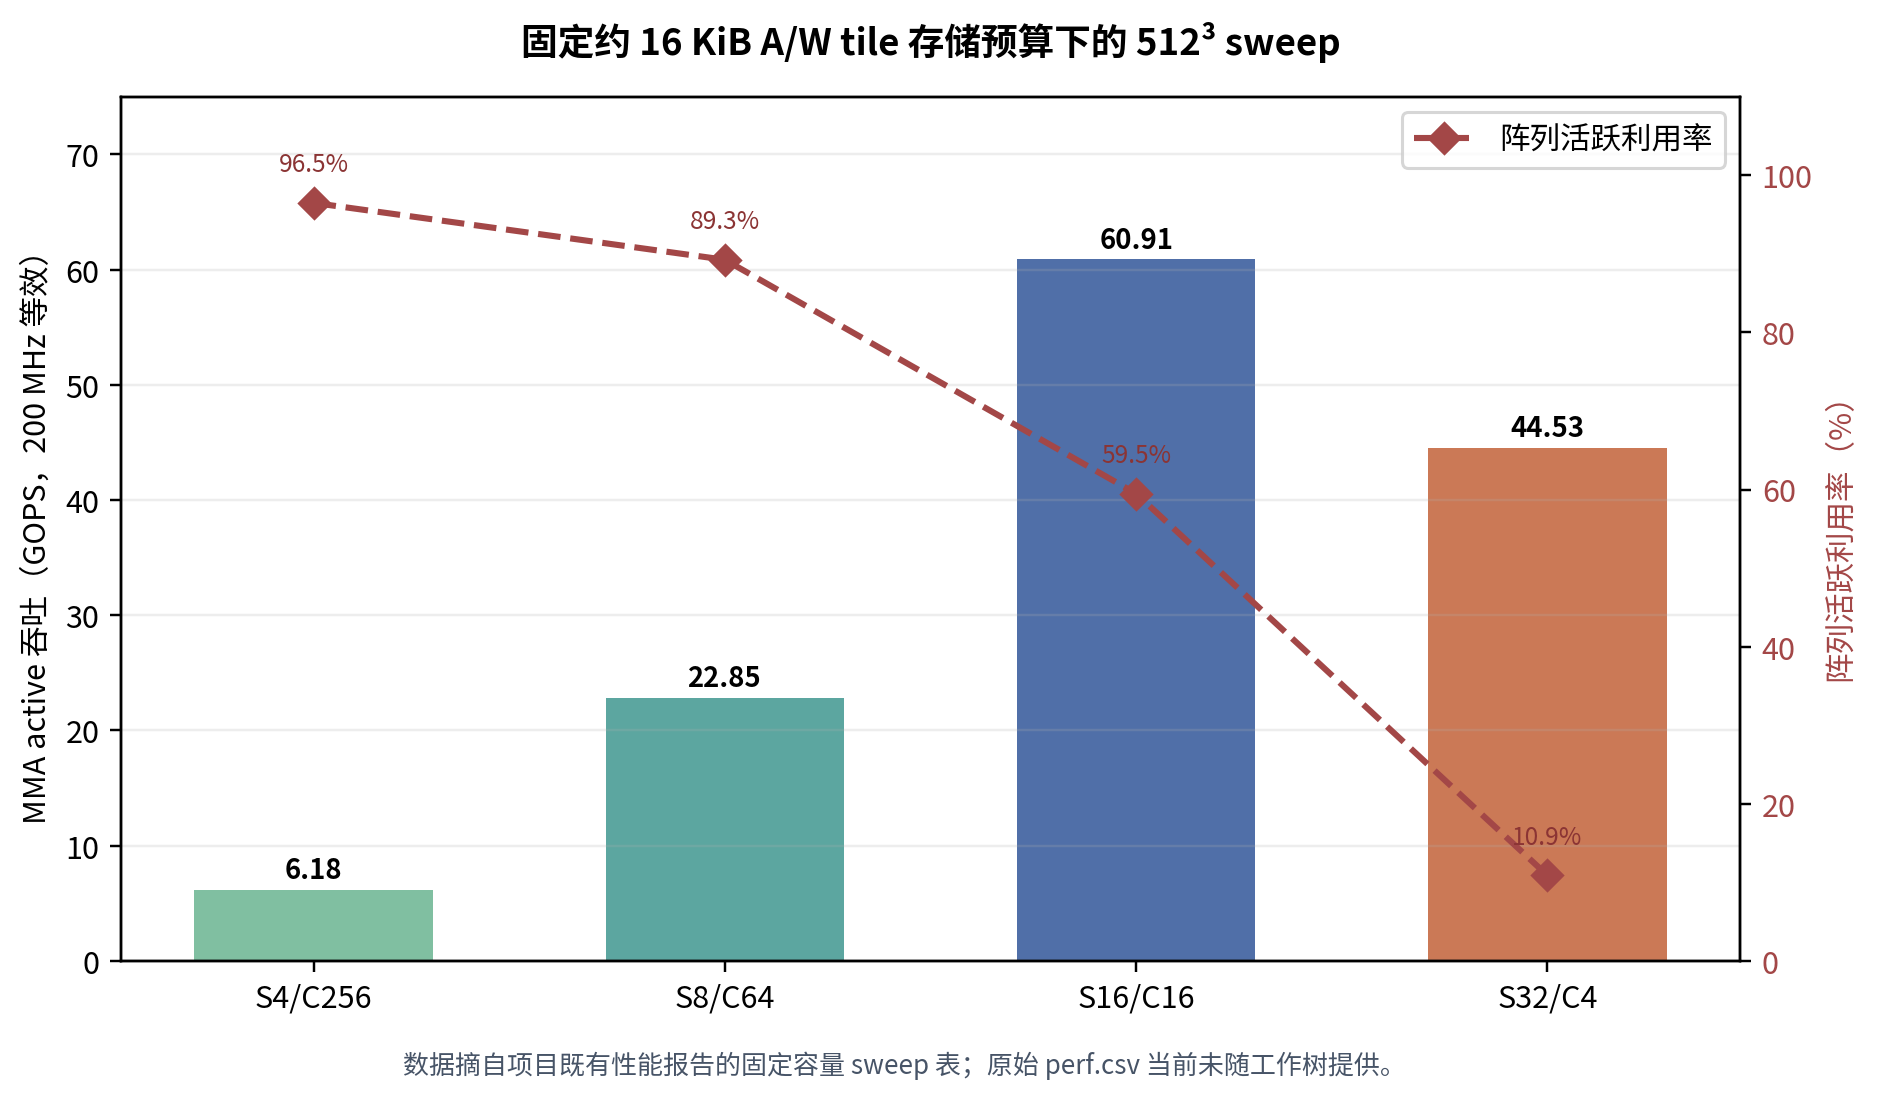 固定约 16 KiB A/W tile 存储预算下的 512³ sweep
阵列活跃利用率
MMA active 吞吐（GOPS，200 MHz 等效）
70
60
50
40
30
20
10
0
96.5%
89.3%
59.5%
10.9%
6.18
22.85
60.91
44.53
100
80
60
40
20
0
阵列活跃利用率（%）
S4/C256
S8/C64
S16/C16
S32/C4
数据摘自项目既有性能报告的固定容量 sweep 表；原始 perf.csv 当前未随工作树提供。